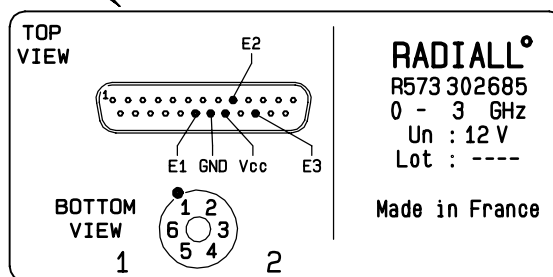 TOP
VIEW
E2
1
E1 GND Vcc E3
BOTTOM
VIEW
1 2
6 3
5 4
1 2
RADIALL°
R573 302685
0 - 3 GHz
Un : 12 V
Lot : ----
Made in France